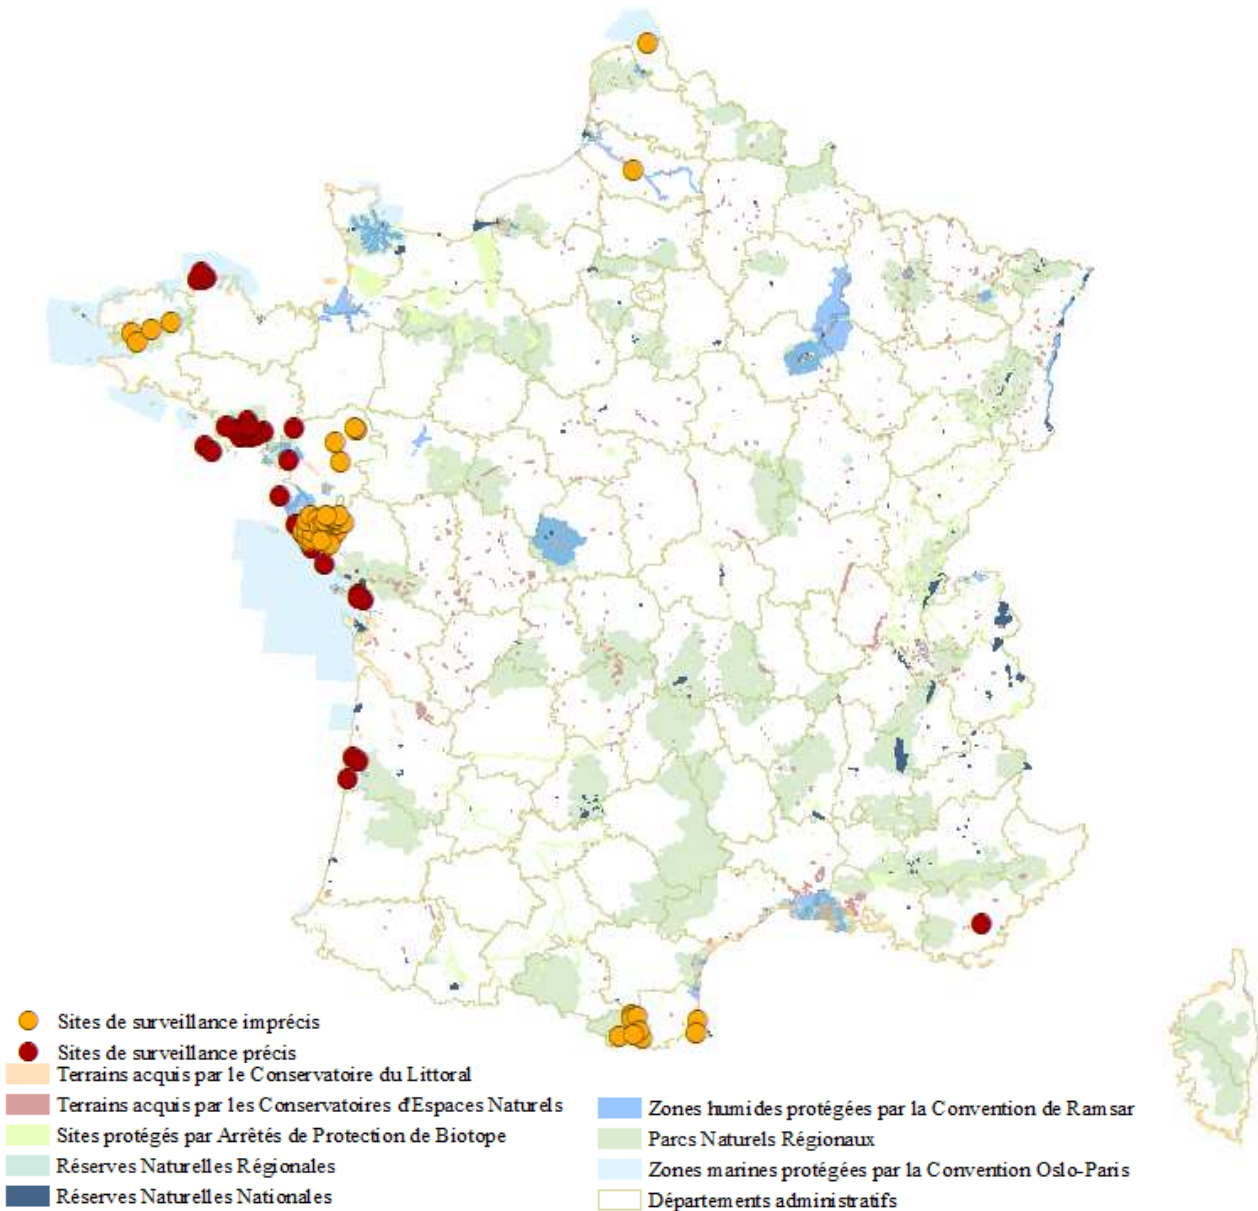 Sites de surveillance imprécis
Sites de surveillance précis
Terrains acquis par le Conservatoire du Littoral
Terrains acquis par les Conservatoires d'Espaces Naturels
Sites protégés par Arrêtés de Protection de Biotope
Réserves Naturelles Régionales
Réserves Naturelles Nationales
Zones humides protégées par la Convention de Ramsar
Parcs Naturels Régionaux
Zones marines protégées par la Convention Oslo-Paris
Départements administratifs